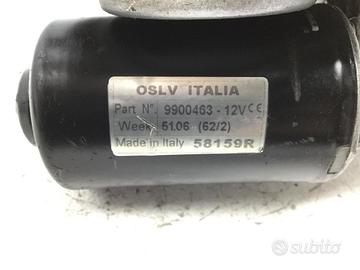 OSLV ITALIA
Part N°. 9900463 - 12V CE
Week 51.06 (62/2)
Made in Italy 58159R
subito